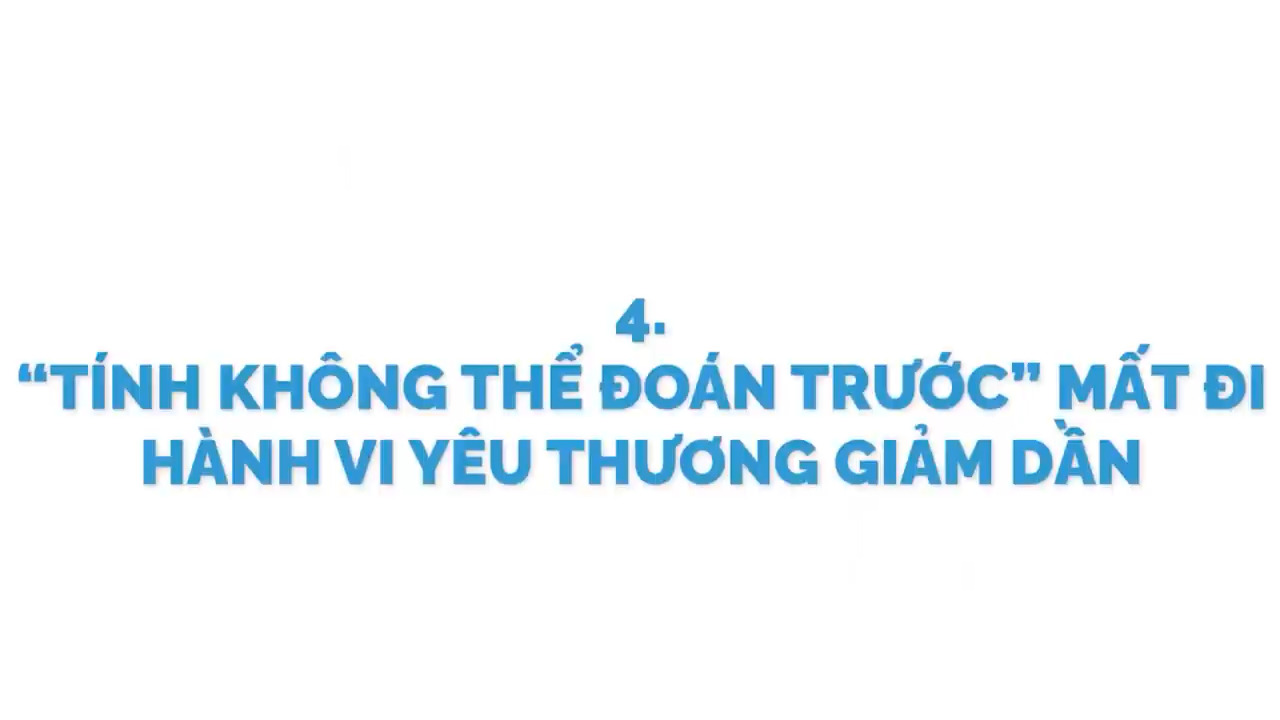 4.
“TÍNH KHÔNG THỂ ĐOÁN TRƯỚC” MẤT ĐI
HÀNH VI YÊU THƯƠNG GIẢM DẦN